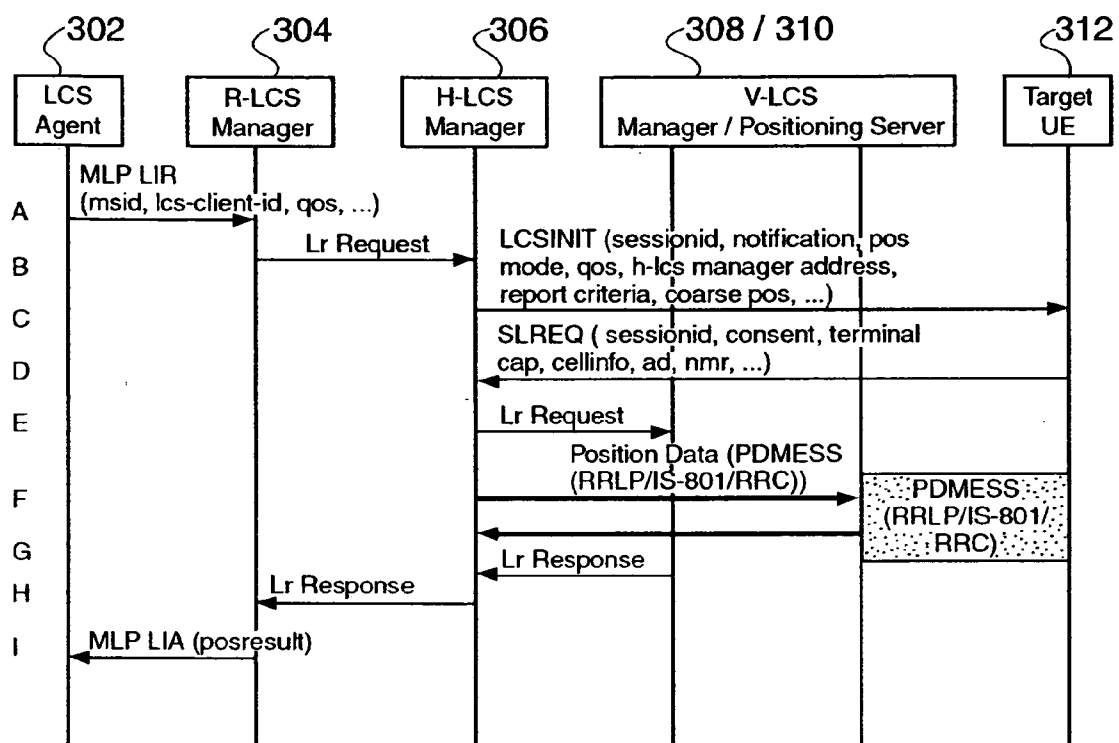 302
304
306
308 / 310
312
LCS
Agent
R-LCS
Manager
H-LCS
Manager
V-LCS
Manager / Positioning Server
Target
UE
MLP LIR
(msid, lcs-client-id, qos, ...)
A
Lr Request
B
LCSINIT (sessionid, notification, pos
mode, qos, h-lcs manager address,
report criteria, coarse pos, ...)
C
SLREQ ( sessionid, consent, terminal
cap, cellinfo, ad, nmr, ...)
D
E
Lr Request
Position Data (PDMESS
(RRLP/IS-801/RRC))
F
PDMESS
(RRLP/IS-801/
RRC)
G
Lr Response
H
Lr Response
I
MLP LIA (posresult)